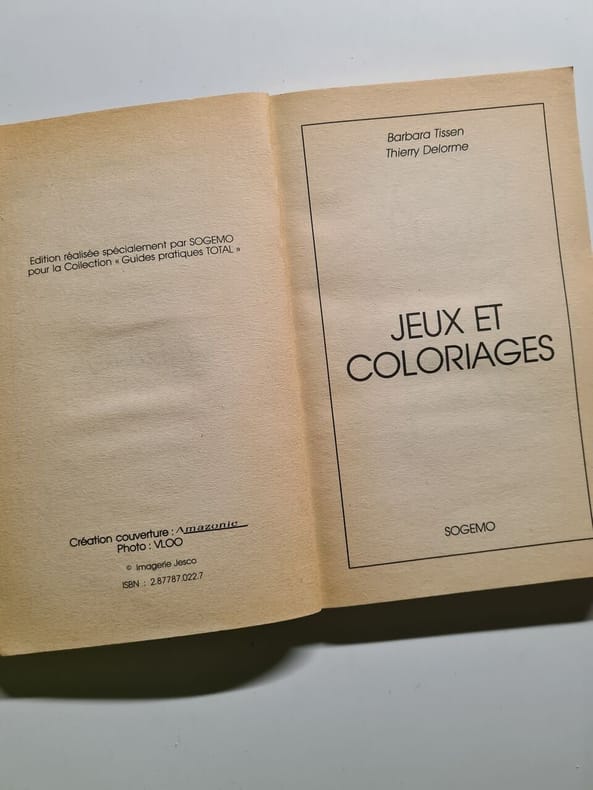 Edition réalisée spécialement par SOGEMO
pour la Collection « Guides pratiques TOTAL »
Création couverture : Amazonie
Photo : VLOO
© Imagerie Jesco
ISBN : 2.87787.022.7
Barbara Tissen
Thierry Delorme
JEUX ET
COLORIAGES
SOGEMO